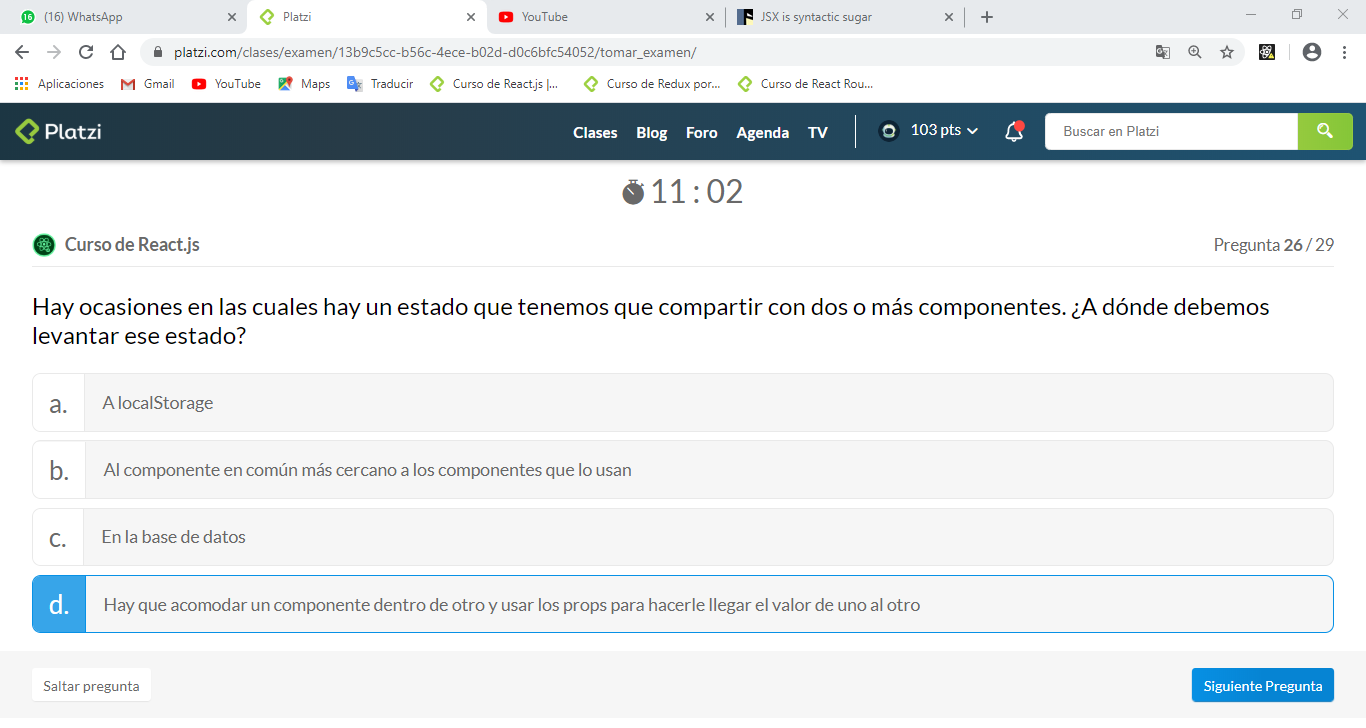 (16) WhatsApp
Platzi
YouTube
JSX is syntactic sugar
platzi.com/clases/examen/13b9c5cc-b56c-4ece-b02d-d0c6bfc54052/tomar_examen/
Aplicaciones Gmail YouTube Maps Traducir Curso de React.js |... Curso de Redux por... Curso de React Rou...
Platzi
Clases Blog Foro Agenda TV 103 pts Buscar en Platzi
11 : 02
Curso de React.js Pregunta 26 / 29
Hay ocasiones en las cuales hay un estado que tenemos que compartir con dos o más componentes. ¿A dónde debemos
levantar ese estado?
a. A localStorage
b. Al componente en común más cercano a los componentes que lo usan
c. En la base de datos
d. Hay que acomodar un componente dentro de otro y usar los props para hacerle llegar el valor de uno al otro
Saltar pregunta Siguiente Pregunta